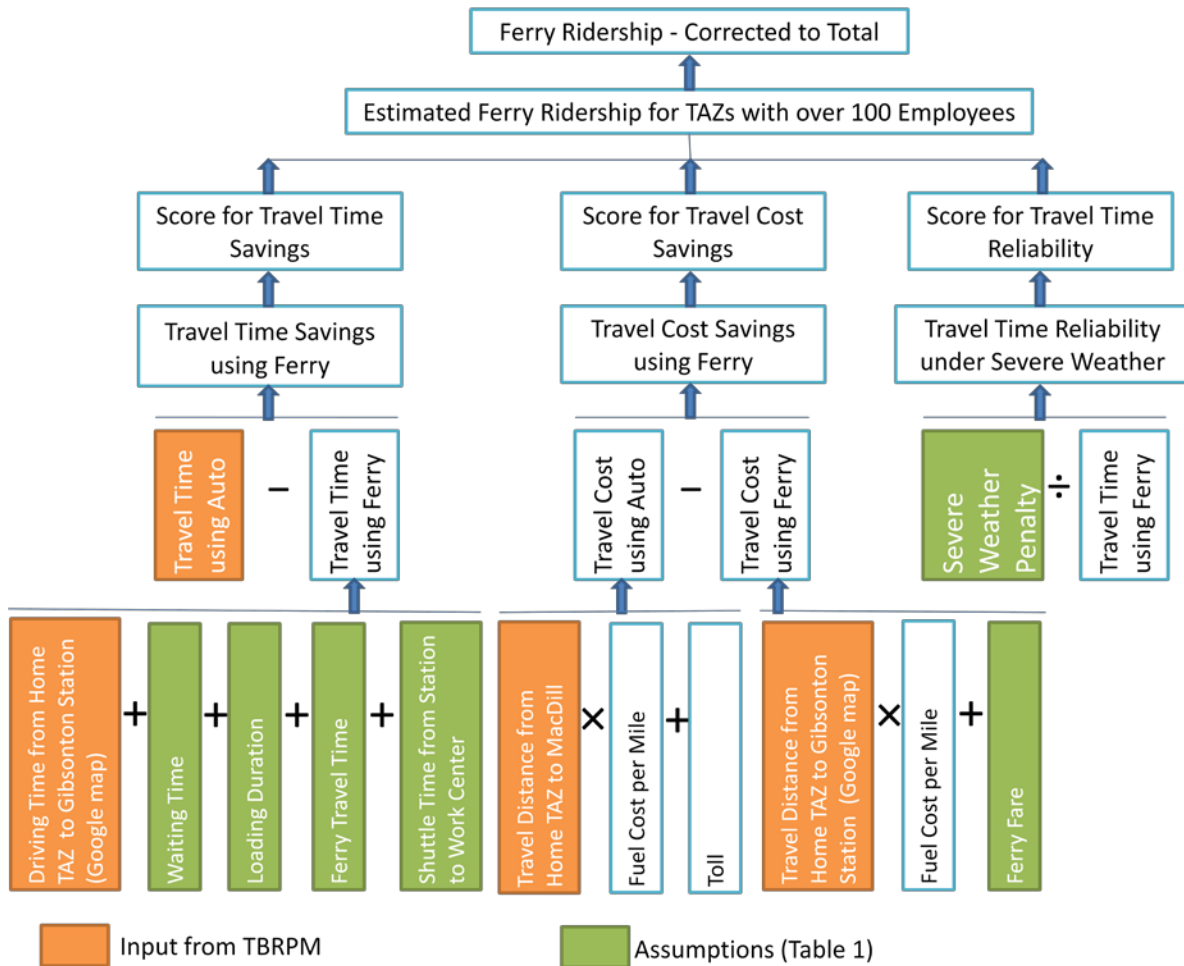 Ferry Ridership - Corrected to Total
Estimated Ferry Ridership for TAZs with over 100 Employees
Score for Travel Time
Savings
Score for Travel Cost
Savings
Score for Travel Time
Reliability
Travel Time Savings
using Ferry
Travel Cost Savings
using Ferry
Travel Time Reliability
under Severe Weather
Travel Time
using Auto
−
Travel Time
using Ferry
Travel Cost
using Auto
−
Travel Cost
using Ferry
Severe
Weather
Penalty
÷
Travel Time
using Ferry
Driving Time from Home
TAZ to Gibsonton Station
(Google map)
+
Waiting Time
+
Loading Duration
+
Ferry Travel Time
+
Shuttle Time from Station
to Work Center
Travel Distance from
Home TAZ to MacDill
×
Fuel Cost per Mile
+
Toll
Travel Distance from
Home TAZ to Gibsonton
Station (Google map)
×
Fuel Cost per Mile
+
Ferry Fare
Input from TBRPM
Assumptions (Table 1)